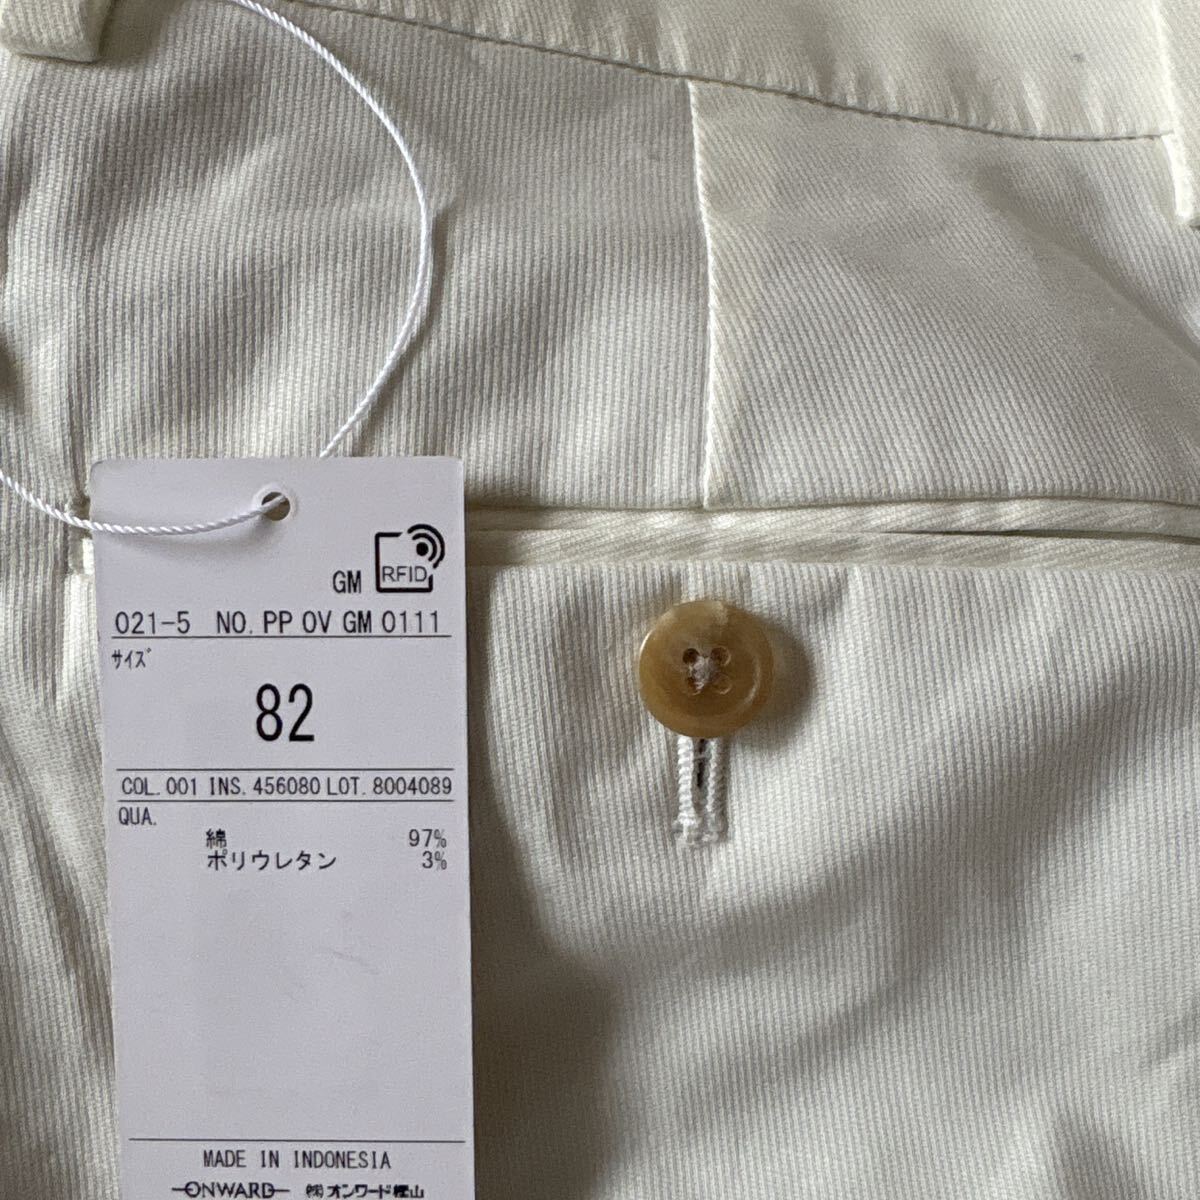 GM RFID
021-5 NO. PP OV GM 0111
サイズ
82
COL. 001 INS. 456080 LOT. 8004089
QUA.
綿 97%
ポリウレタン 3%
MADE IN INDONESIA
ONWARD ㈱オンワード樫山